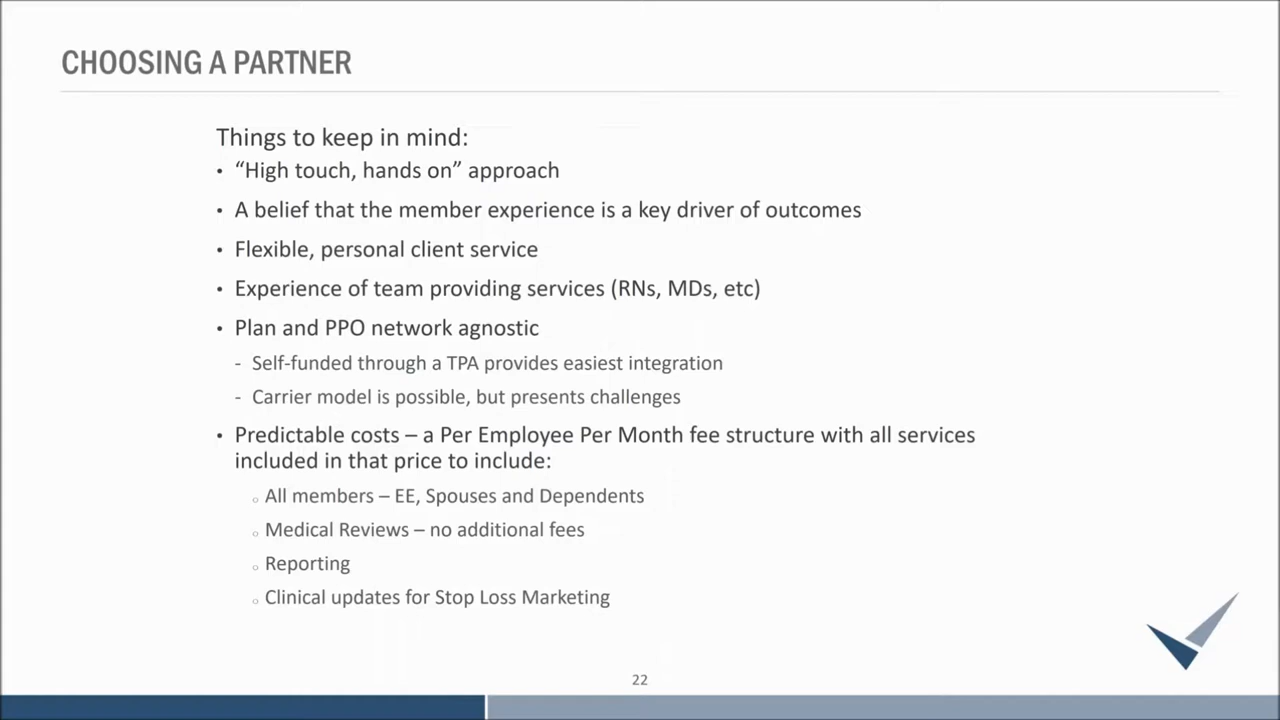 CHOOSING A PARTNER
Things to keep in mind:
• “High touch, hands on” approach
• A belief that the member experience is a key driver of outcomes
• Flexible, personal client service
• Experience of team providing services (RNs, MDs, etc)
• Plan and PPO network agnostic
- Self-funded through a TPA provides easiest integration
- Carrier model is possible, but presents challenges
• Predictable costs – a Per Employee Per Month fee structure with all services
included in that price to include:
○ All members – EE, Spouses and Dependents
○ Medical Reviews – no additional fees
○ Reporting
○ Clinical updates for Stop Loss Marketing
22